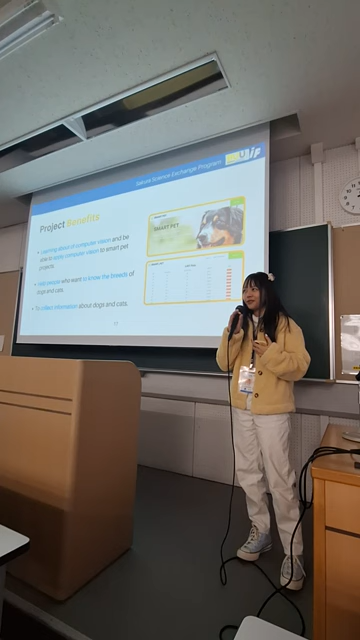 Sakura Science Exchange Program
Project Benefits
• Learning about of computer vision and be
able to apply computer vision to smart pet
projects.
• Help people who want to know the breeds of
dogs and cats.
• To collect information about dogs and cats.
SMART PET